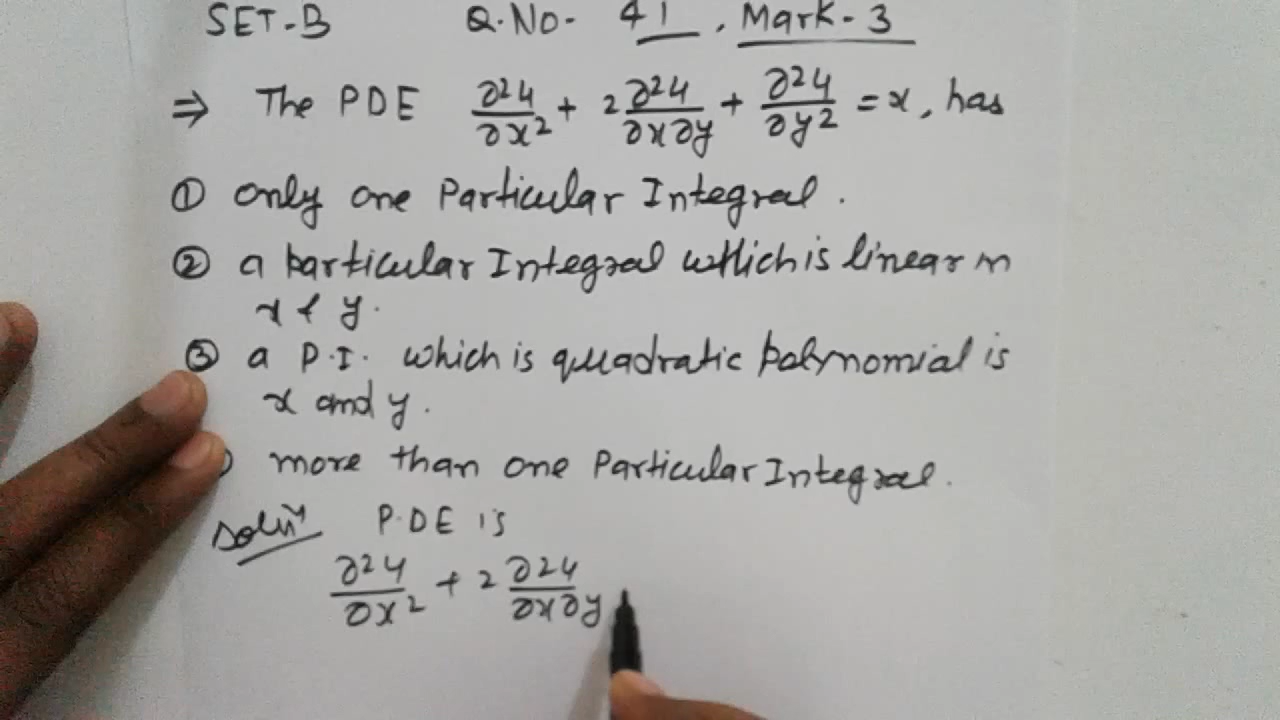 SET-B Q.NO- 41, Mark-3
⇒ The PDE ∂²u/∂x² + 2 ∂²u/∂x∂y + ∂²u/∂y² = x, has
① only one Particular Integral.
② a particular Integral which is linear in
x & y.
③ a P.I. which is quadratic polynomial is
x and y.
more than one Particular Integral.
Soluⁿ P.DE is
∂²u/∂x² + 2 ∂²u/∂x∂y